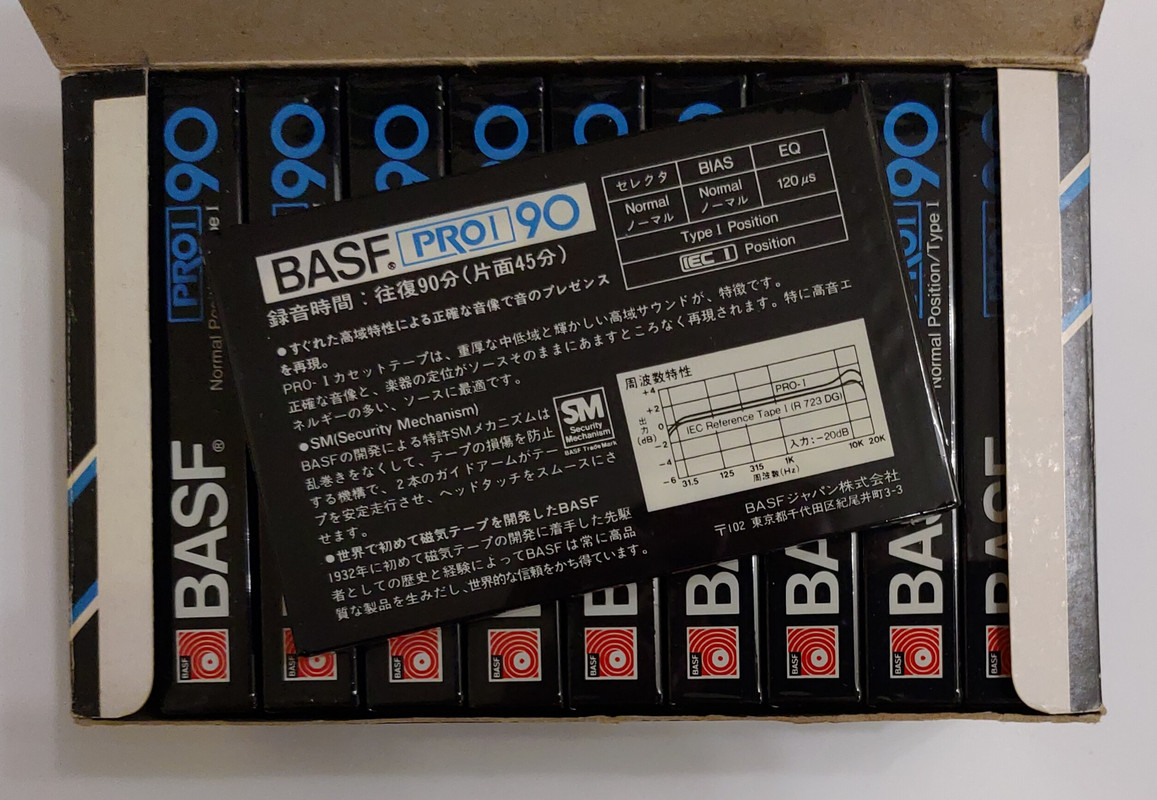 BASF® PRO I 90
録音時間：往復90分(片面45分)
セレクタ BIAS EQ
Normal ノーマル Normal ノーマル 120μs
Type I Position
IEC I Position
●すぐれた高域特性による正確な音像で音のプレゼンス
を再現。
PRO-Iカセットテープは、重厚な中低域と輝かしい高域サウンドが、特徴です。
正確な音像と、楽器の定位がソースそのままにあますところなく再現されます。特に高音エ
ネルギーの多い、ソースに最適です。
●SM(Security Mechanism)
BASFの開発による特許SMメカニズムは
乱巻きをなくして、テープの損傷を防止
する機構で、2本のガイドアームがテー
プを安定走行させ、ヘッドタッチをスムースにさ
せます。
SM
Security
Mechanism
BASF Trade Mark
●世界で初めて磁気テープを開発したBASF
1932年に初めて磁気テープの開発に着手した先駆
者としての歴史と経験によってBASFは常に高品
質な製品を生みだし、世界的な信頼をかち得ています。
周波数特性
出力(dB)
+4
+2
0
-2
-4
-6
PRO-I
IEC Reference Tape I (R 723 DG)
入力:-20dB
31.5 125 315 1K 10K 20K
周波数(Hz)
BASFジャパン株式会社
〒102 東京都千代田区紀尾井町3-3
BASF BASF® PRO I 90
BASF 90
BASF 90
BASF
BASF
BASF
BASF
BASF BASF PRO I 90 Normal Position/Type I
BASF